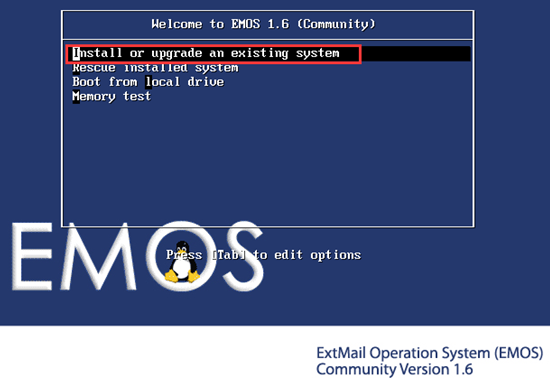 Welcome to EMOS 1.6 (Community)
Install or upgrade an existing system
Rescue installed system
Boot from local drive
Memory test
EMOS
Press [Tab] to edit options
ExtMail Operation System (EMOS)
Community Version 1.6